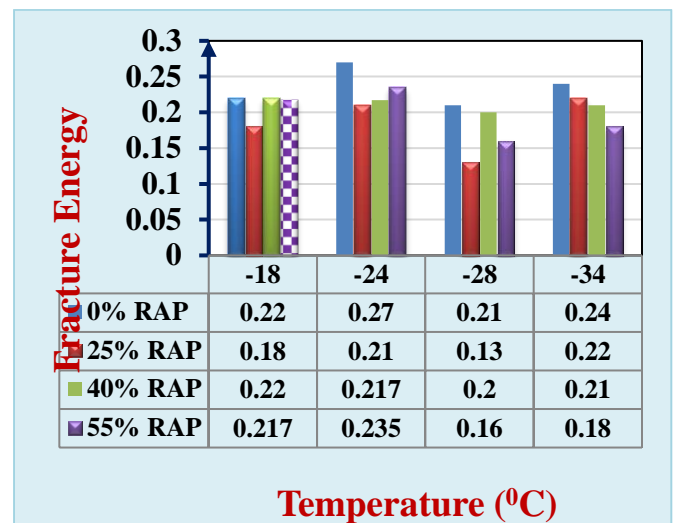 Fracture Energy
0.3
0.25
0.2
0.15
0.1
0.05
0
-18 -24 -28 -34
0% RAP 0.22 0.27 0.21 0.24
25% RAP 0.18 0.21 0.13 0.22
40% RAP 0.22 0.217 0.2 0.21
55% RAP 0.217 0.235 0.16 0.18
Temperature (⁰C)